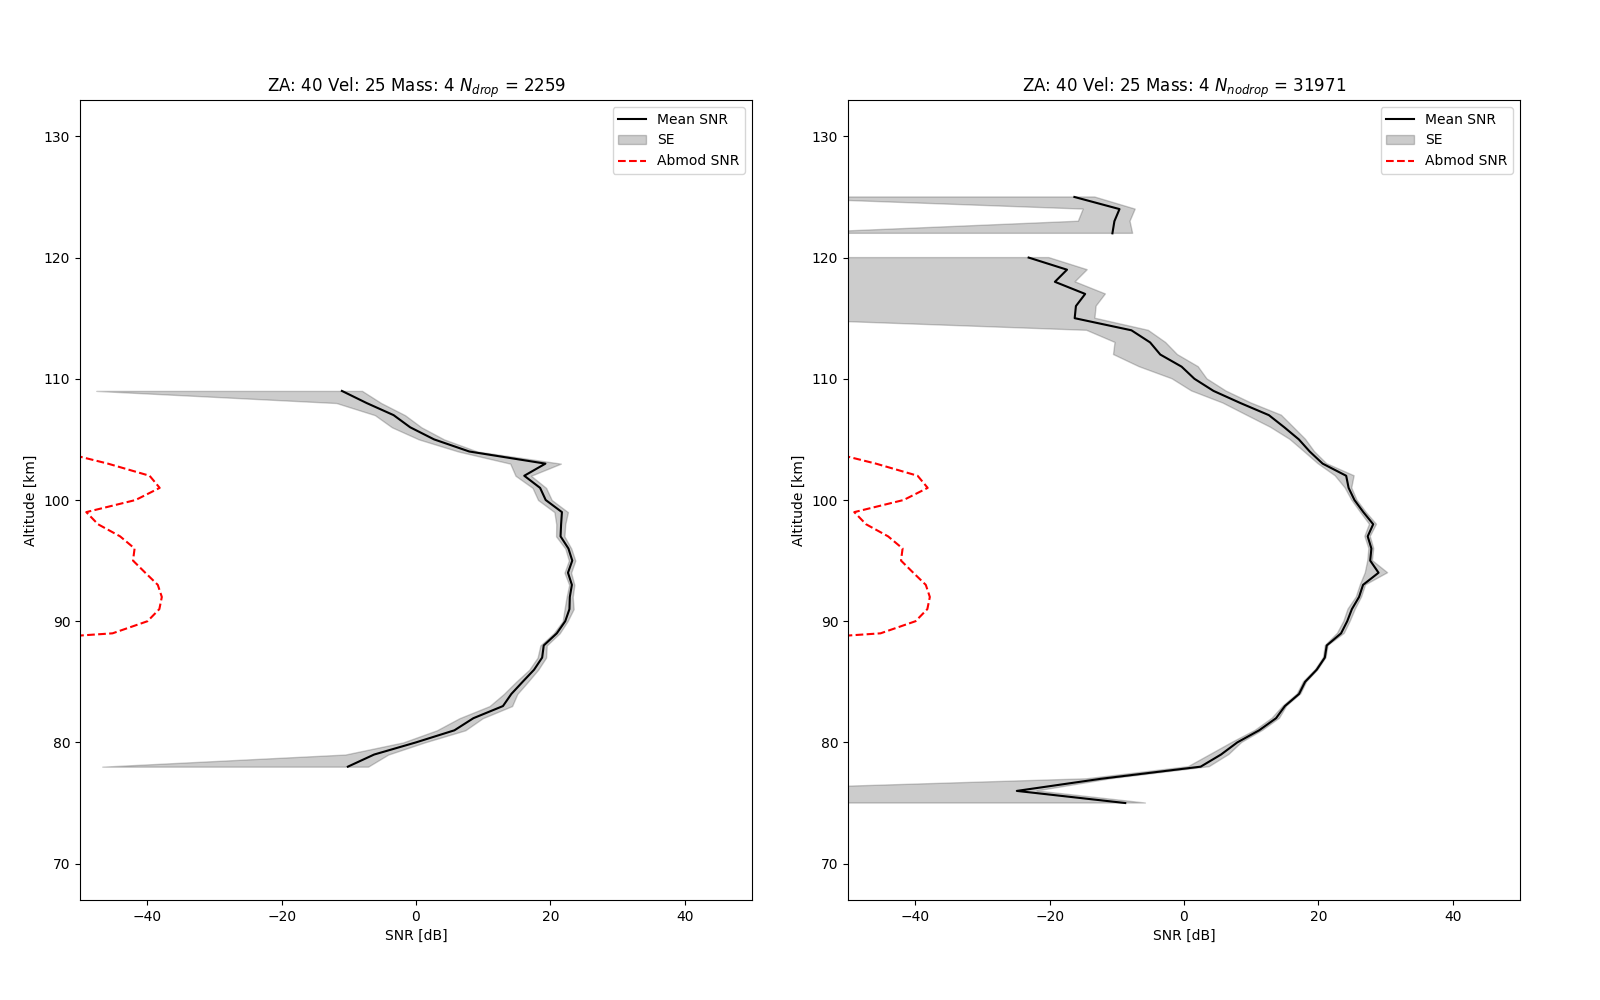 ZA: 40 Vel: 25 Mass: 4 N_drop = 2259
Mean SNR
SE
Abmod SNR
130
120
110
100
90
80
70
Altitude [km]
−40 −20 0 20 40
SNR [dB]
ZA: 40 Vel: 25 Mass: 4 N_nodrop = 31971
Mean SNR
SE
Abmod SNR
130
120
110
100
90
80
70
Altitude [km]
−40 −20 0 20 40
SNR [dB]